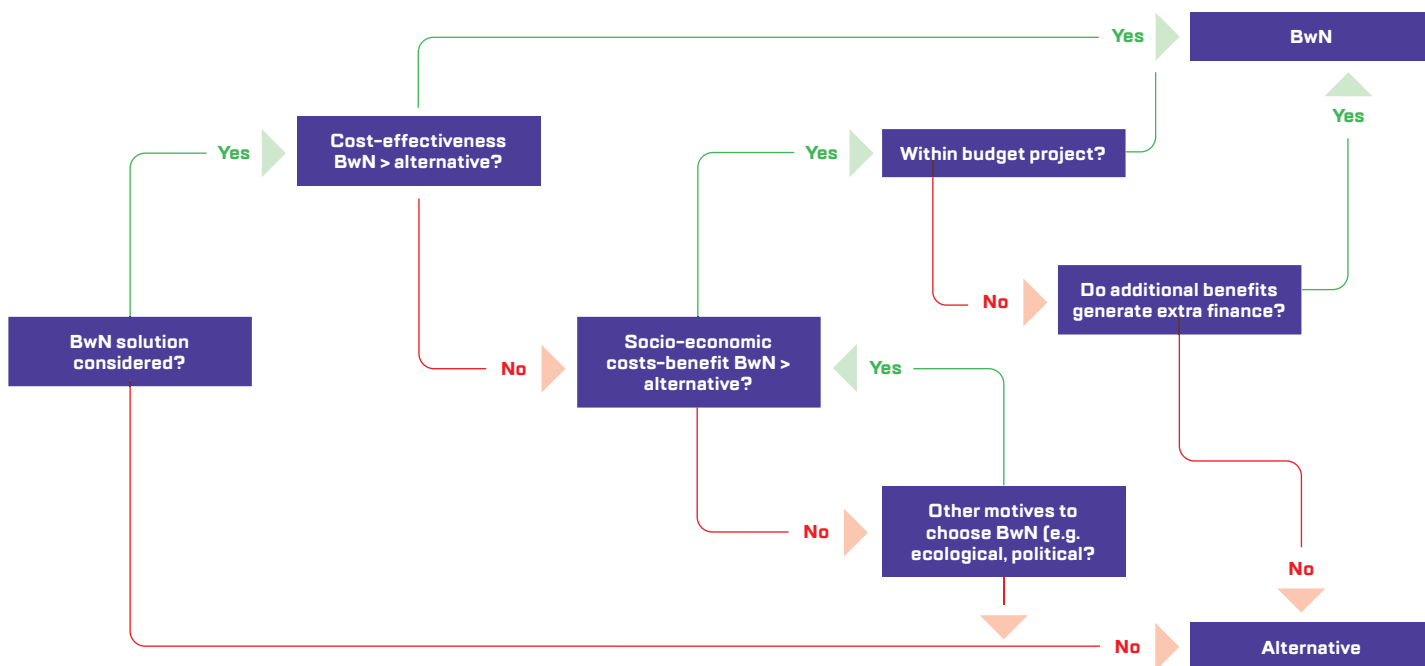 Yes
BwN
Yes
Cost-effectiveness
BwN > alternative?
Yes
Yes
Within budget project?
BwN solution
considered?
No
Socio-economic
costs-benefit BwN >
alternative?
Yes
No
Do additional benefits
generate extra finance?
No
Other motives to
choose BwN (e.g.
ecological, political?
No
No
Alternative